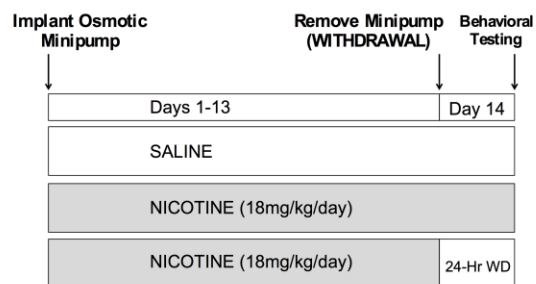 Implant Osmotic
Minipump
Remove Minipump
(WITHDRAWAL)
Behavioral
Testing
Days 1-13
Day 14
SALINE
NICOTINE (18mg/kg/day)
NICOTINE (18mg/kg/day)
24-Hr WD